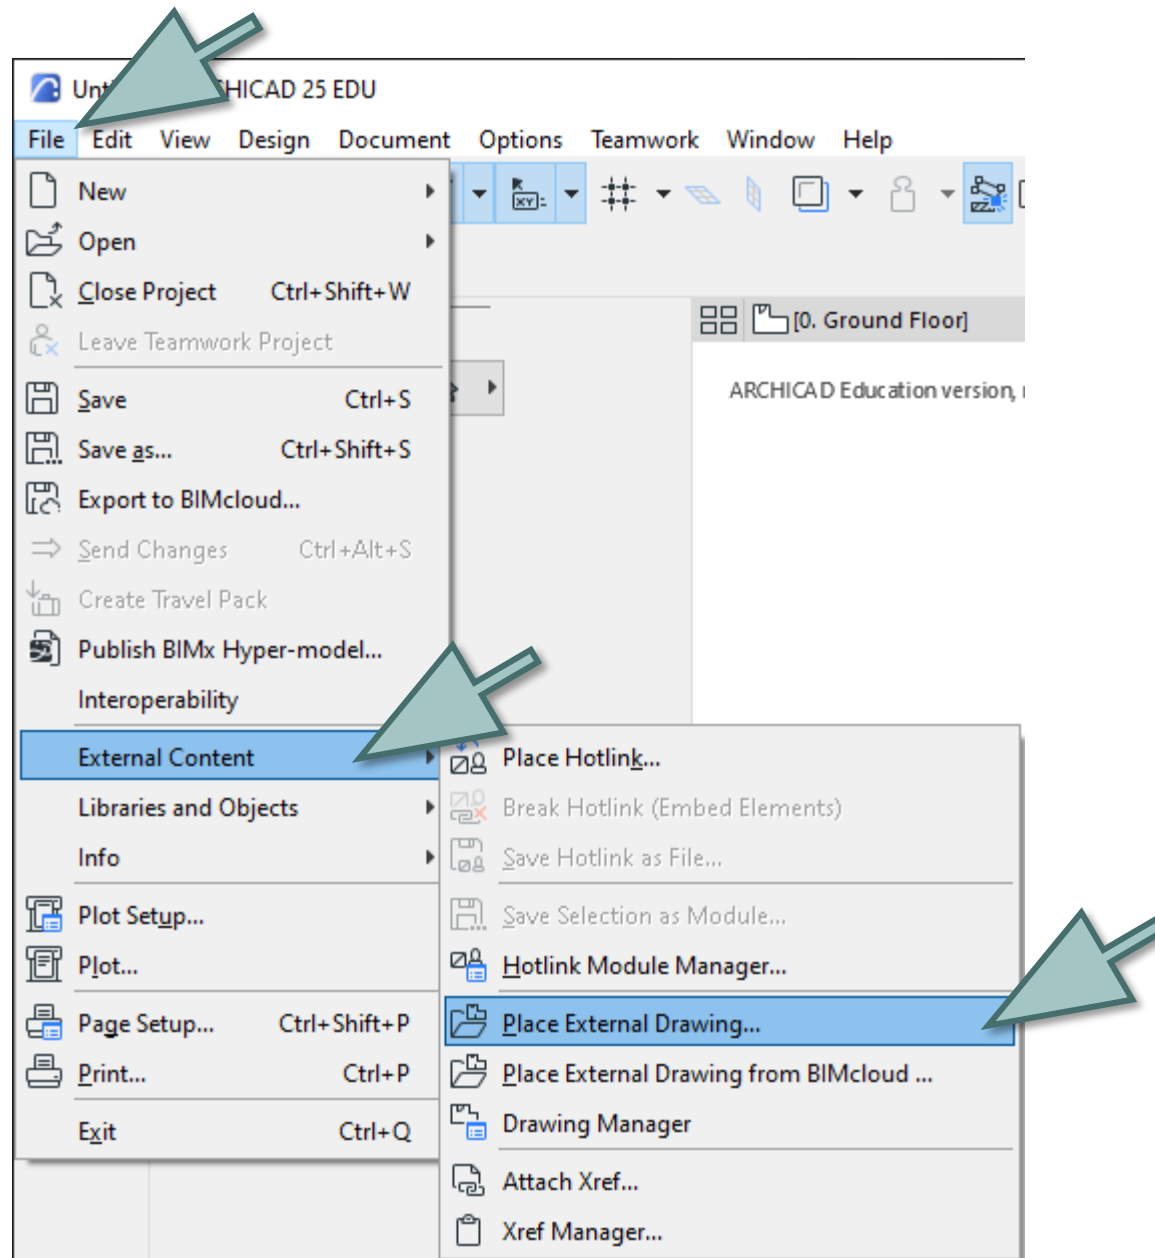 HICAD 25 EDU
File Edit View Design Document Options Teamwork Window Help
New
Open
Close Project Ctrl+Shift+W
Leave Teamwork Project
Save Ctrl+S
Save as... Ctrl+Shift+S
Export to BIMcloud...
Send Changes Ctrl+Alt+S
Create Travel Pack
Publish BIMx Hyper-model...
Interoperability
External Content
Libraries and Objects
Info
Plot Setup...
Plot...
Page Setup... Ctrl+Shift+P
Print... Ctrl+P
Exit Ctrl+Q
XY:
[0. Ground Floor]
ARCHICAD Education version,
Place Hotlink...
Break Hotlink (Embed Elements)
Save Hotlink as File...
Save Selection as Module...
Hotlink Module Manager...
Place External Drawing...
Place External Drawing from BIMcloud ...
Drawing Manager
Attach Xref...
Xref Manager...